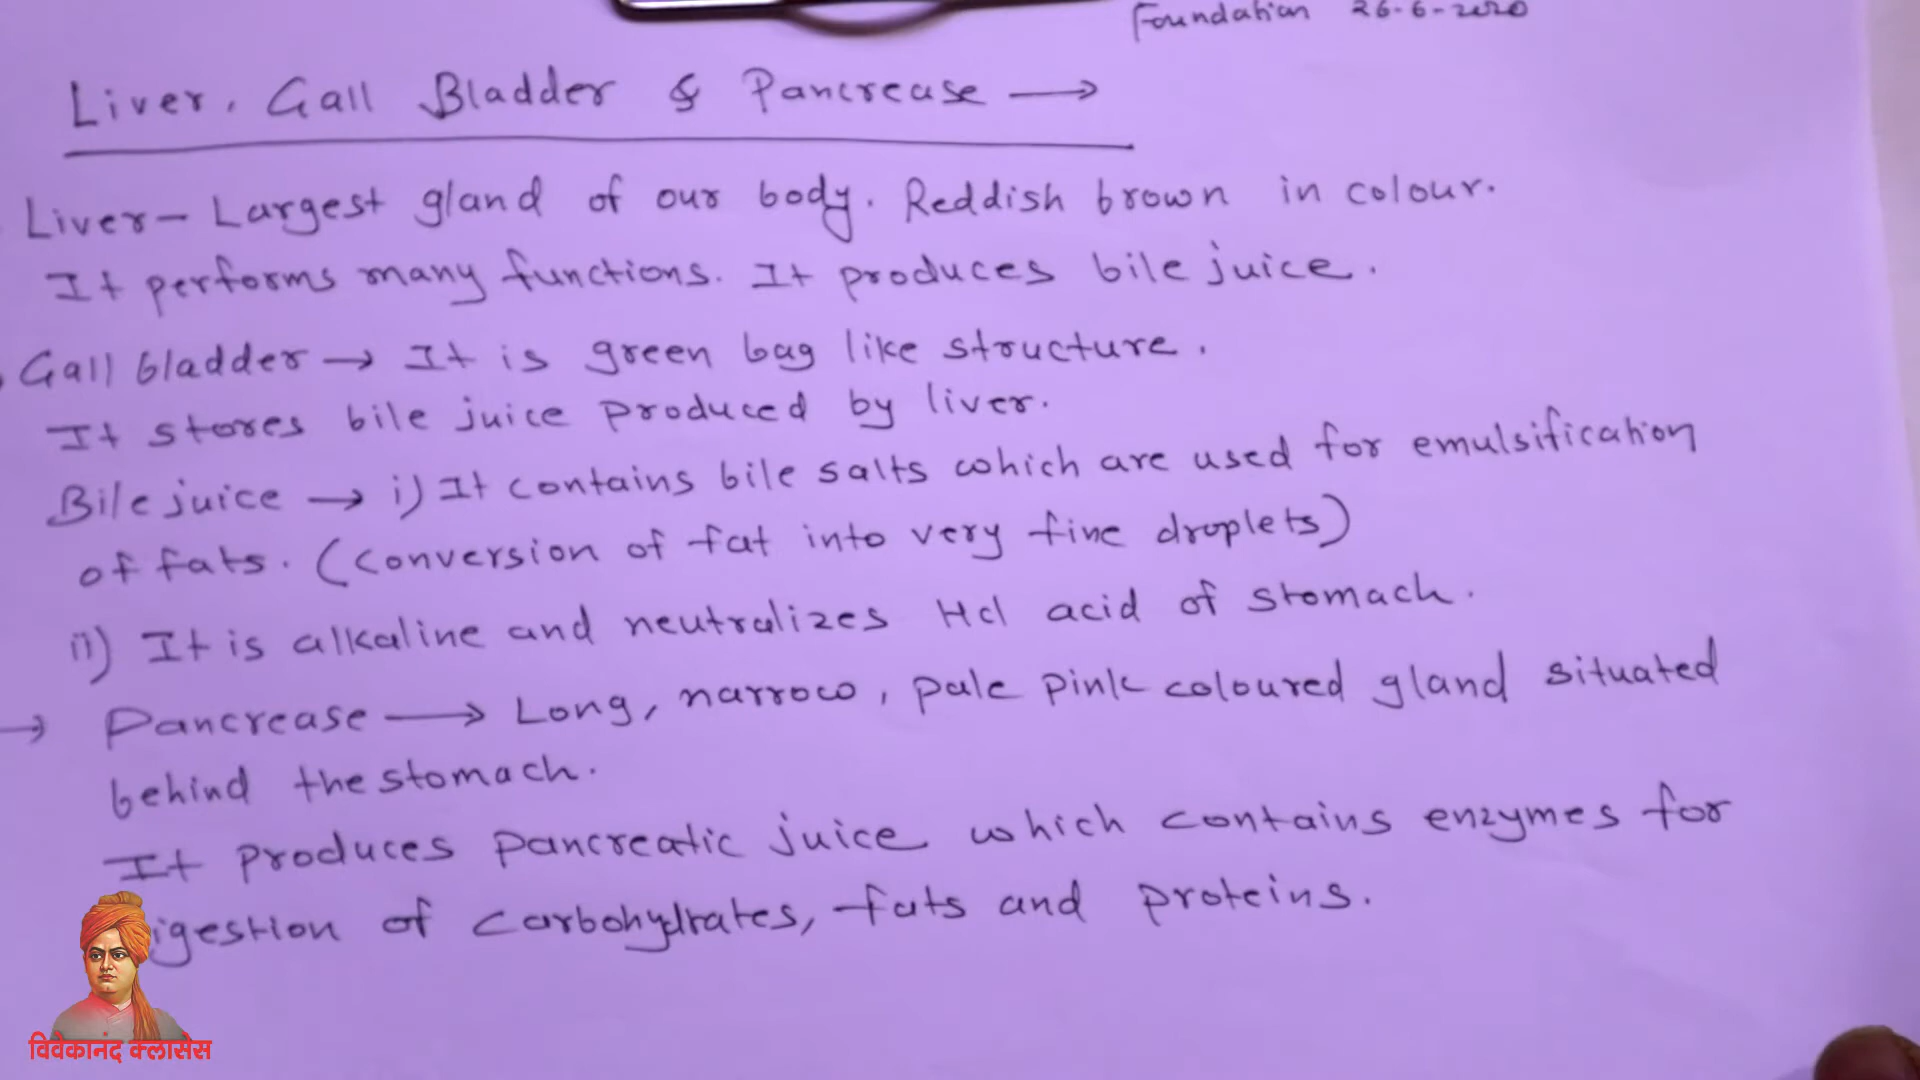 Foundation 26-6-2020
Liver, Gall Bladder & Pancrease →
Liver - Largest gland of our body. Reddish brown in colour.
It performs many functions. It produces bile juice.
Gall bladder → It is green bag like structure.
It stores bile juice produced by liver.
Bile juice → i) It contains bile salts which are used for emulsification
of fats. (conversion of fat into very fine droplets)
ii) It is alkaline and neutralizes Hcl acid of stomach.
→ Pancrease → Long, narrow, pale pink coloured gland situated
behind the stomach.
It produces pancreatic juice which contains enzymes for
igestion of carbohydrates, fats and proteins.
विवेकानंद क्लासेस